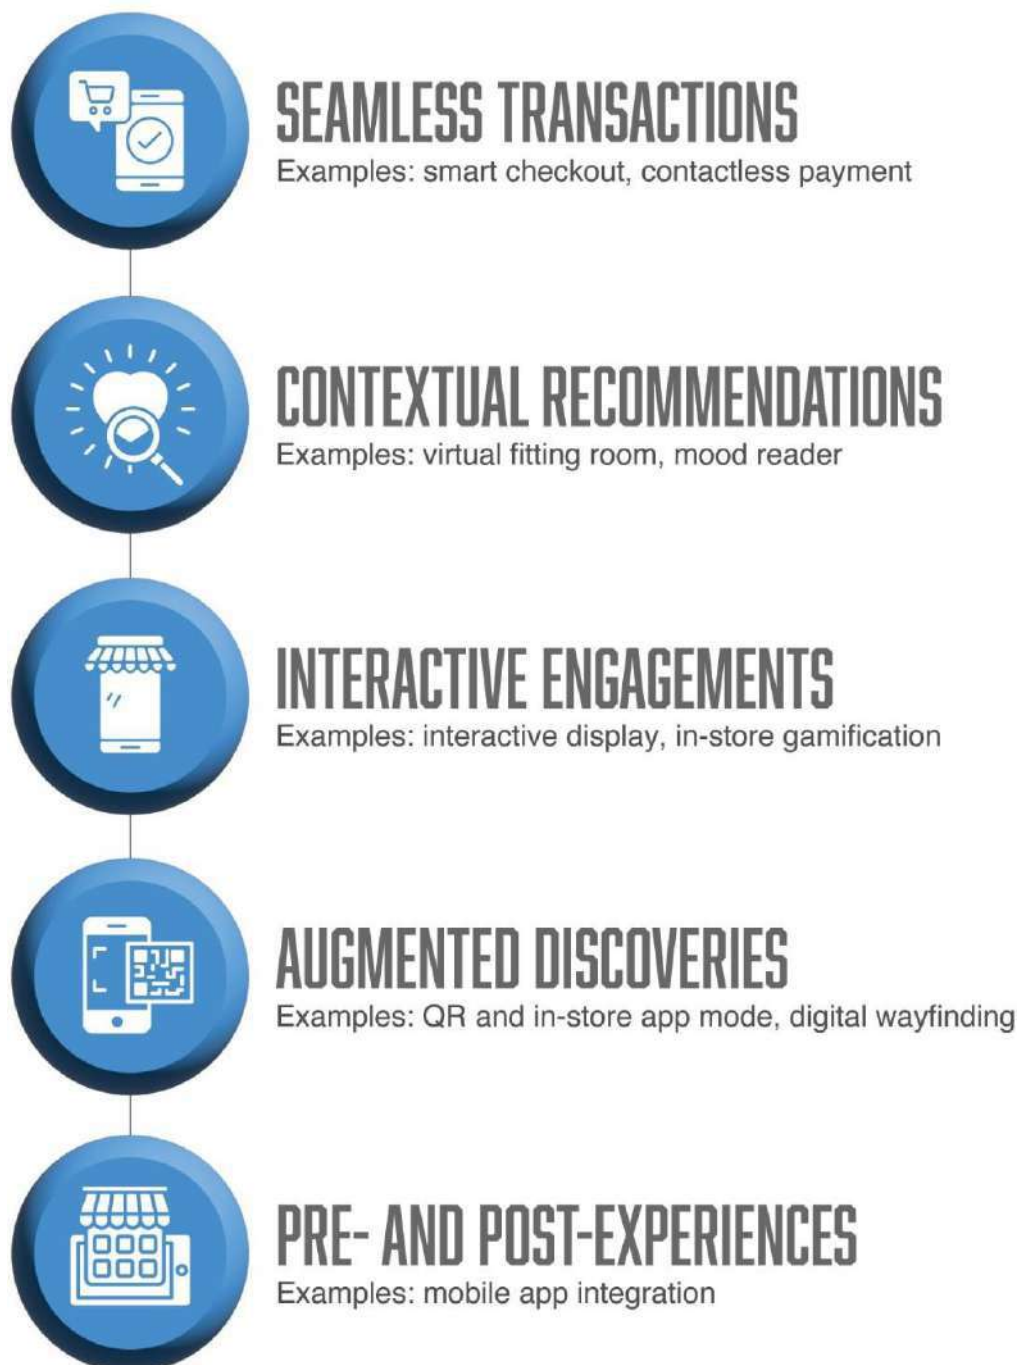 SEAMLESS TRANSACTIONS
Examples: smart checkout, contactless payment
CONTEXTUAL RECOMMENDATIONS
Examples: virtual fitting room, mood reader
INTERACTIVE ENGAGEMENTS
Examples: interactive display, in-store gamification
AUGMENTED DISCOVERIES
Examples: QR and in-store app mode, digital wayfinding
PRE- AND POST-EXPERIENCES
Examples: mobile app integration